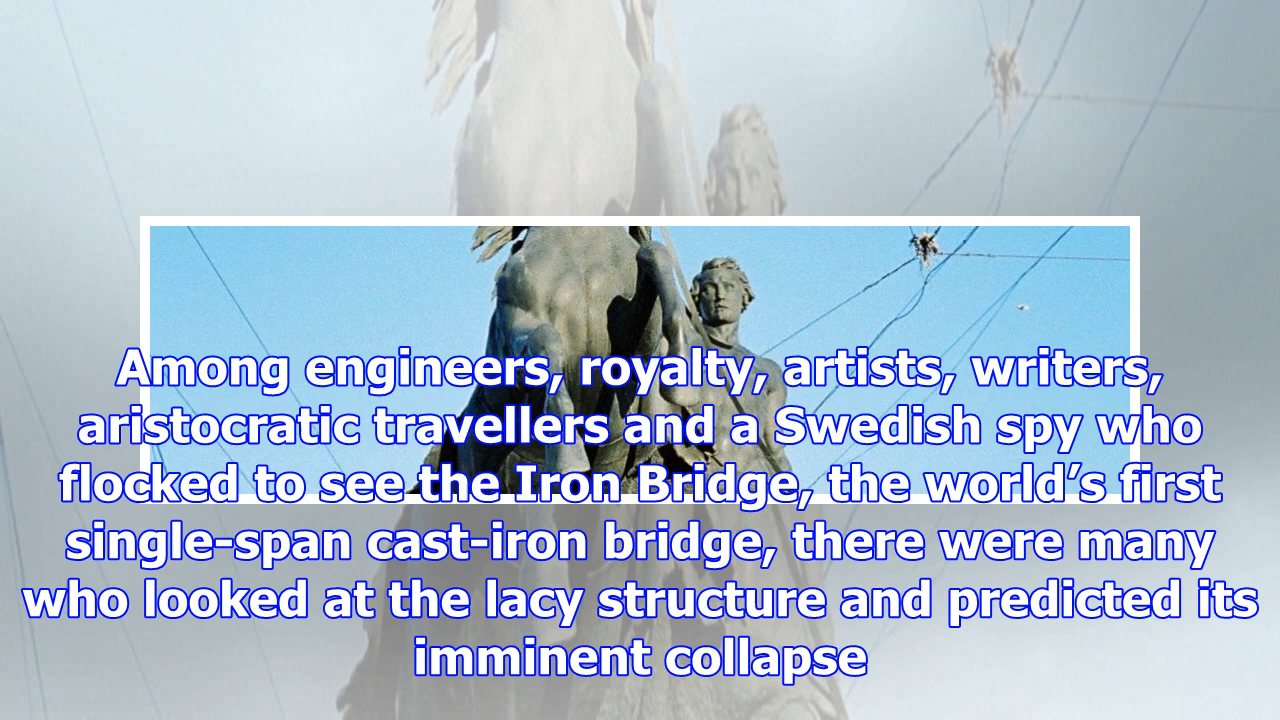 Among engineers, royalty, artists, writers,
aristocratic travellers and a Swedish spy who
flocked to see the Iron Bridge, the world’s first
single-span cast-iron bridge, there were many
who looked at the lacy structure and predicted its
imminent collapse